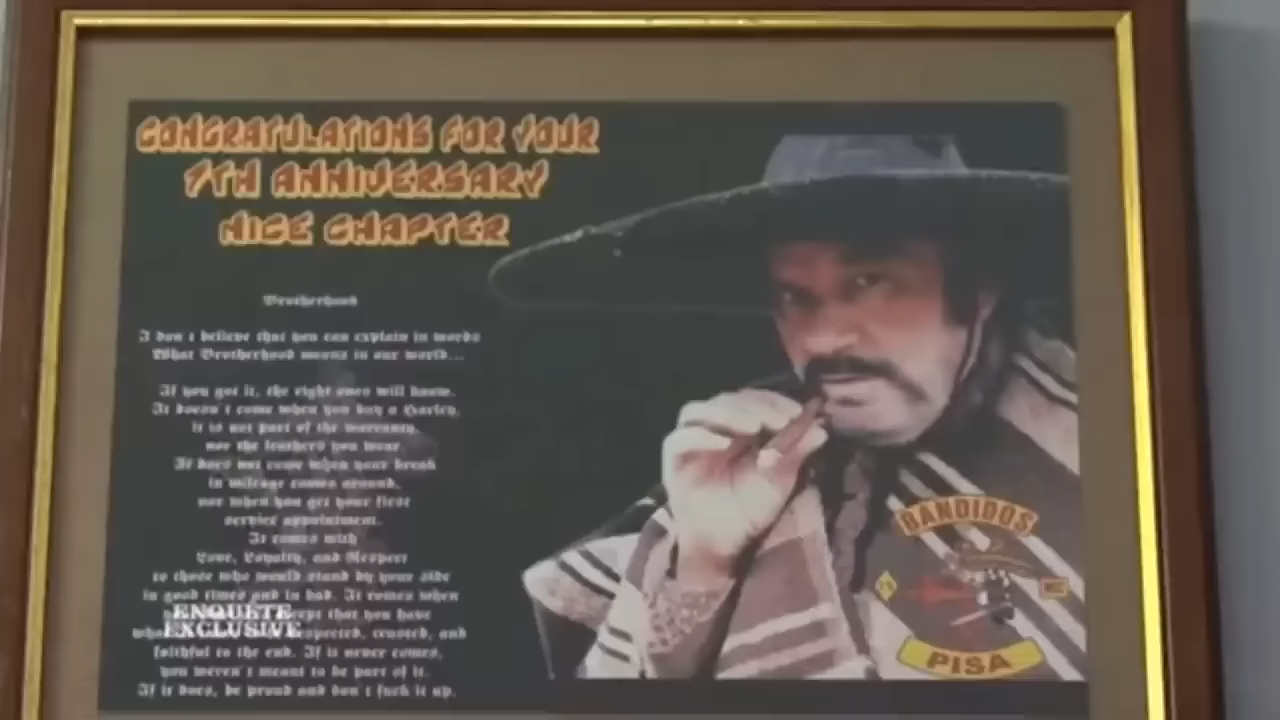 CONGRATULATIONS FOR YOUR
7TH ANNIVERSARY
NICE CHAPTER
Brotherhood
I don't believe that you can explain in words
What Brotherhood means in our world...
If you got it, the right ones will know.
It doesn't come when you buy a Harley,
it is not part of the warranty,
nor the leathers you wear.
It does not come when your break
in mileage comes around,
nor when you get your first
service appointment.
It comes with
Love, Loyalty, and Respect
to those who would stand by your side
in good times and in bad. It comes when
that you have
trusted, and
faithful to the end. If it never comes,
you weren't meant to be part of it.
If it does, be proud and don't fuck it up.
ENQUETE
EXCLUSIVE
BANDIDOS
1%
MC
PISA